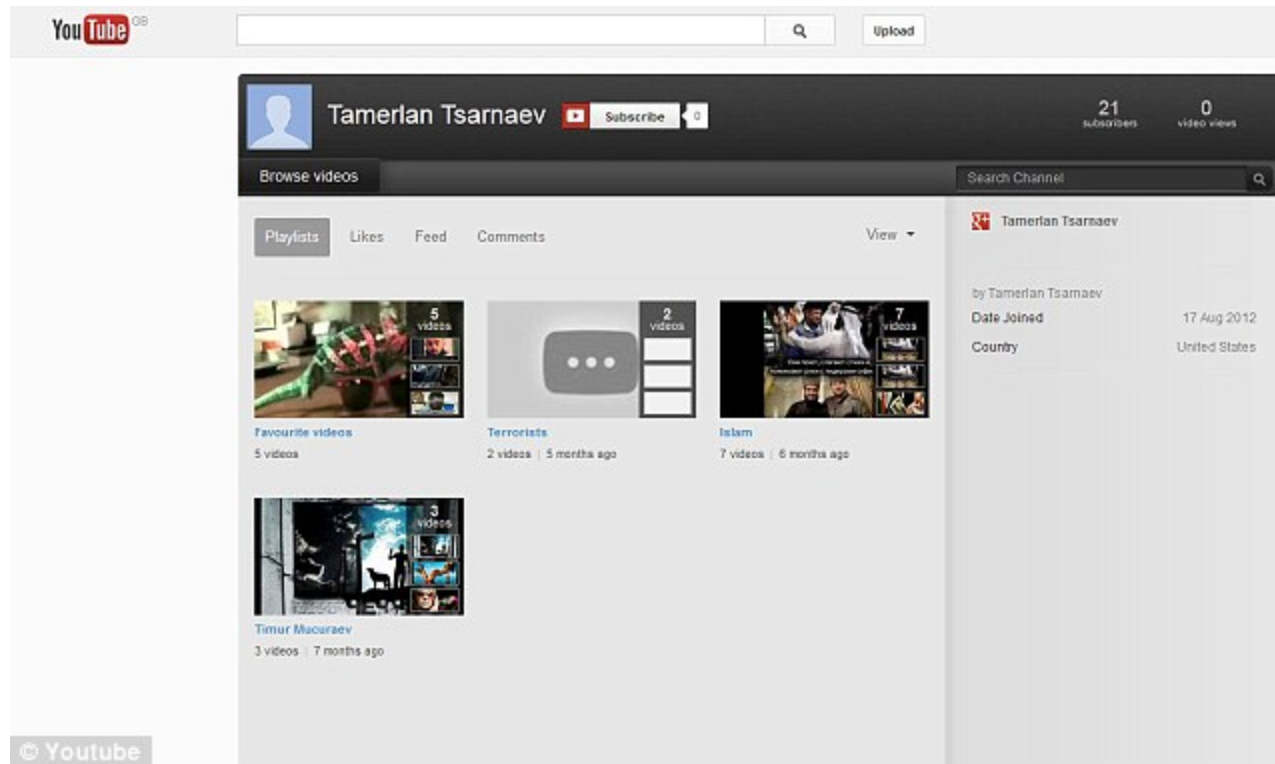 YouTube GB
Upload
Tamerlan Tsarnaev Subscribe 0
21 subscribers
0 video views
Browse videos
Search Channel
Playlists Likes Feed Comments View
Tamerlan Tsarnaev
by Tamerlan Tsarnaev
Date Joined 17 Aug 2012
Country United States
5 videos
Favourite videos
5 videos
2 videos
Terrorists
2 videos | 5 months ago
7 videos
Islam
7 videos | 6 months ago
3 videos
Timur Mucuraev
3 videos | 7 months ago
© Youtube